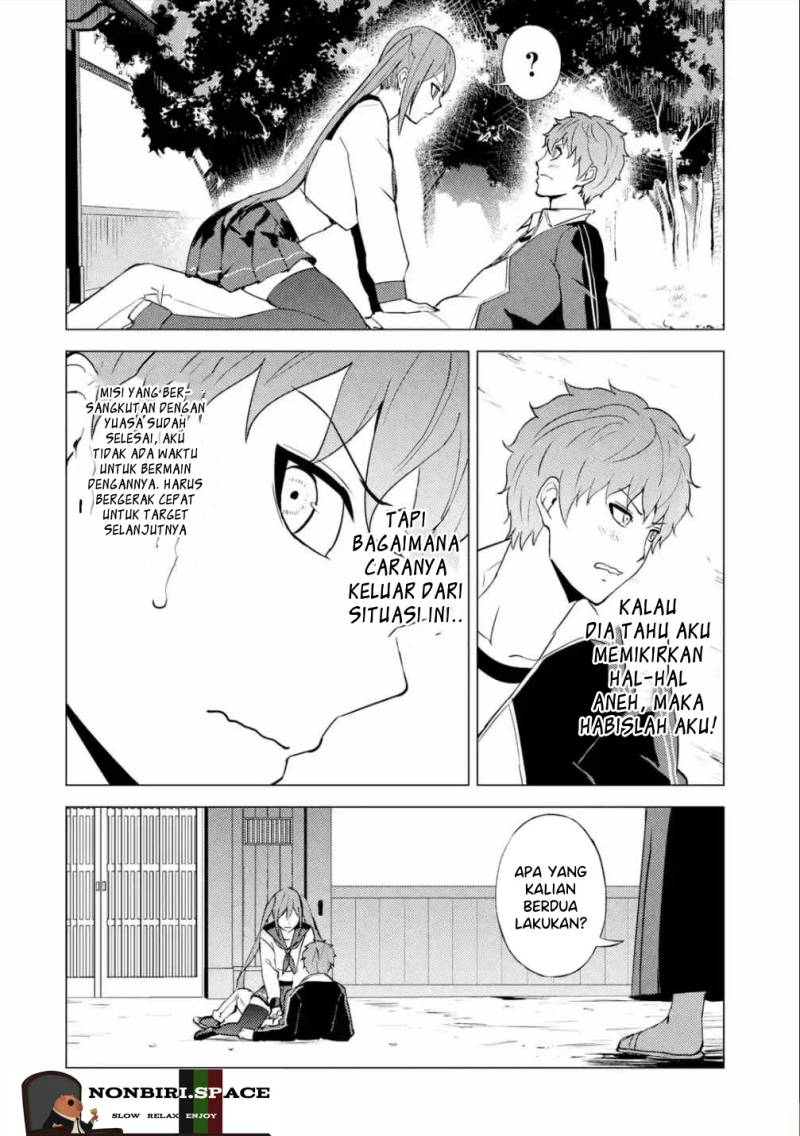 ?
KALAU
DIA TAHU AKU
MEMIKIRKAN
HAL-HAL
ANEH, MAKA
HABISLAH AKU!
MISI YANG BER-
SANGKUTAN DENGAN
YUASA SUDAH
SELESAI, AKU
TIDAK ADA WAKTU
UNTUK BERMAIN
DENGANNYA. HARUS
BERGERAK CEPAT
UNTUK TARGET
SELANJUTNYA
TAPI
BAGAIMANA
CARANYA
KELUAR DARI
SITUASI INI..
APA YANG
KALIAN
BERDUA
LAKUKAN?
NONBIRI.SPACE
SLOW RELAX ENJOY